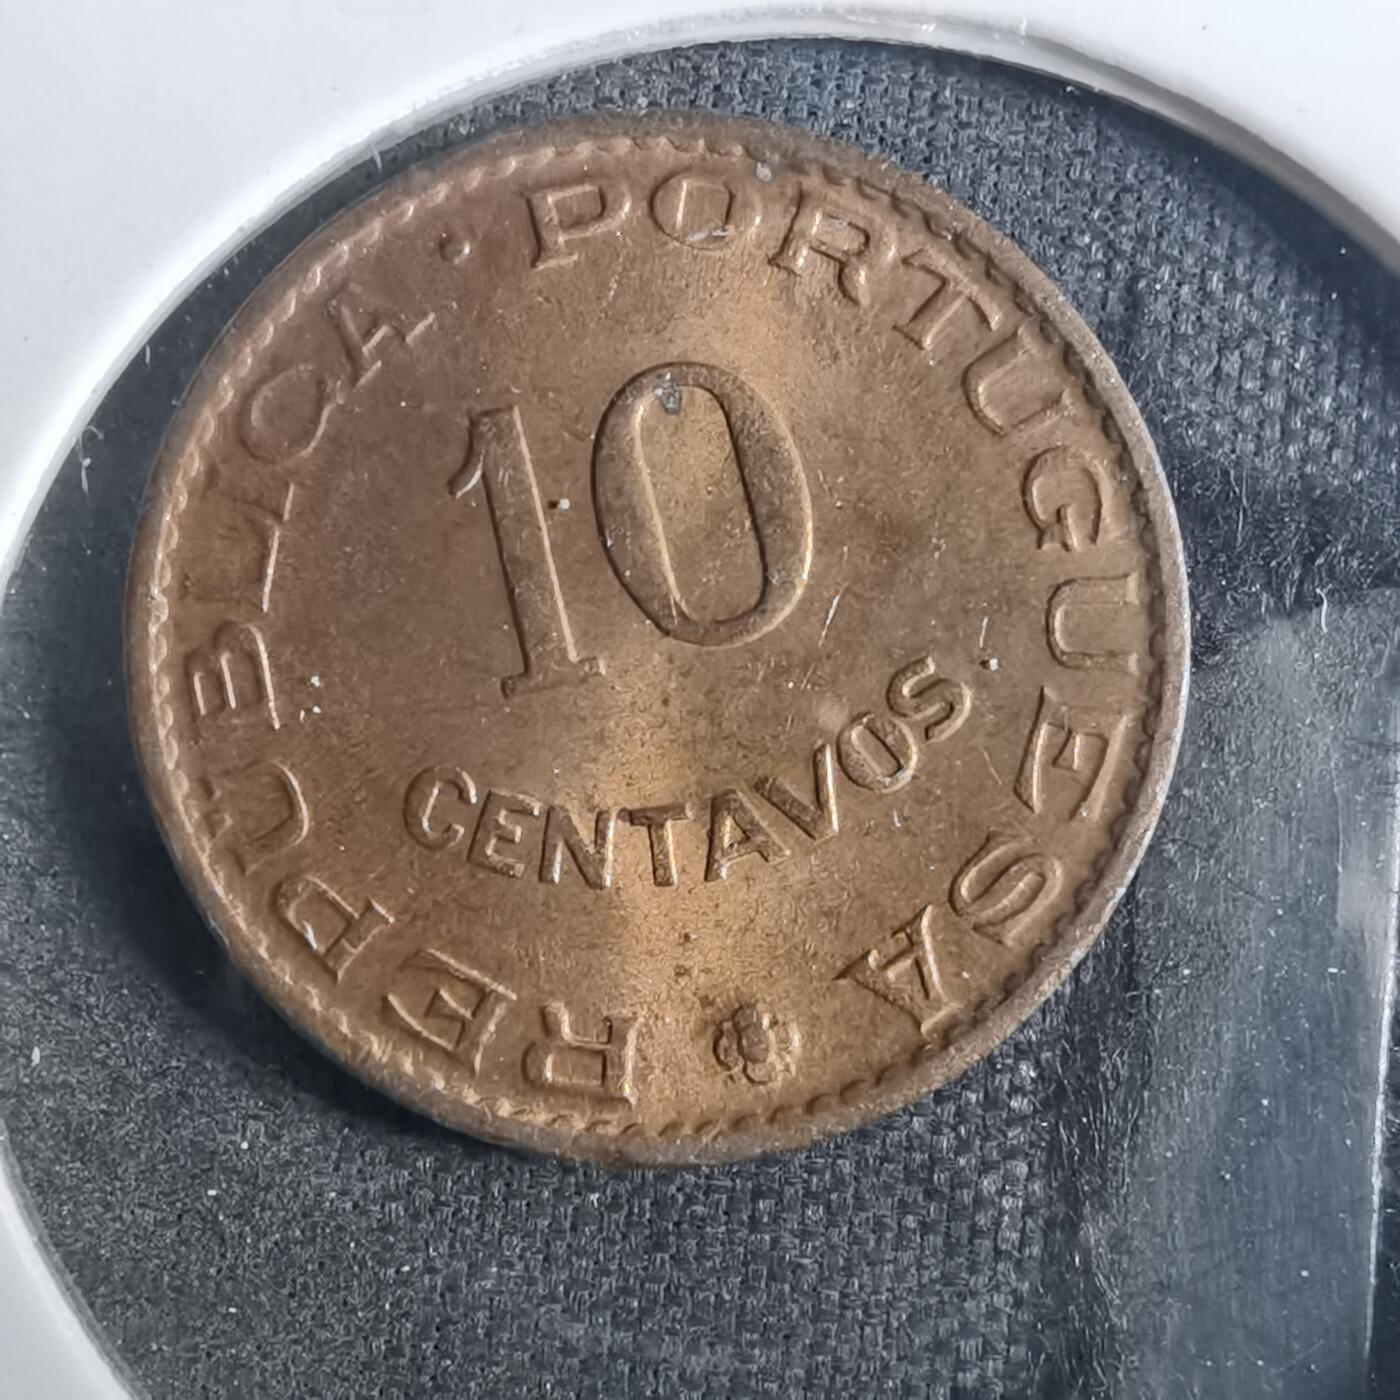 REPUBLICA · PORTUGUESA
10
CENTAVOS